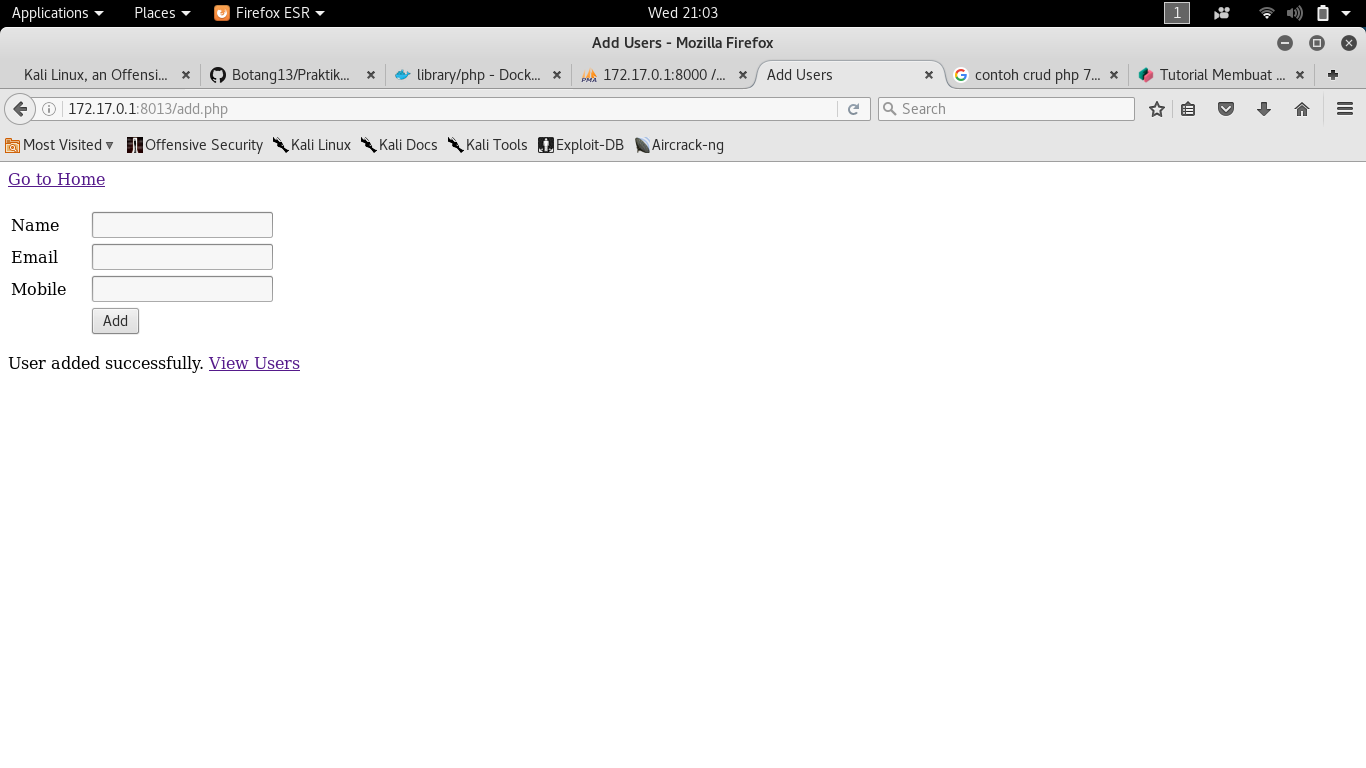 Applications Places Firefox ESR Wed 21:03 1
Add Users - Mozilla Firefox
Kali Linux, an Offensi... Botang13/Praktik... library/php - Dock... PMA 172.17.0.1:8000 /... Add Users contoh crud php 7... Tutorial Membuat ...
172.17.0.1:8013/add.php Search
Most Visited Offensive Security Kali Linux Kali Docs Kali Tools Exploit-DB Aircrack-ng
Go to Home
Name
Email
Mobile
Add
User added successfully. View Users